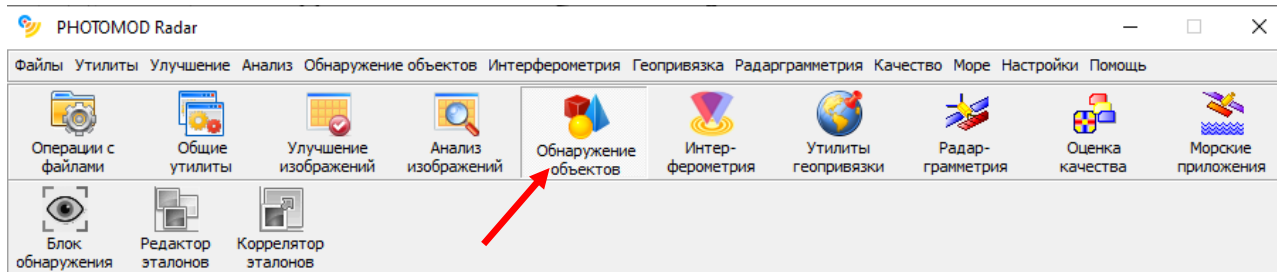 PHOTOMOD Radar
Файлы Утилиты Улучшение Анализ Обнаружение объектов Интерферометрия Геопривязка Радарграмметрия Качество Море Настройки Помощь
Операции с файлами
Общие утилиты
Улучшение изображений
Анализ изображений
Обнаружение объектов
Интер-
ферометрия
Утилиты геопривязки
Радар-
грамметрия
Оценка качества
Морские приложения
Блок обнаружения
Редактор эталонов
Коррелятор эталонов